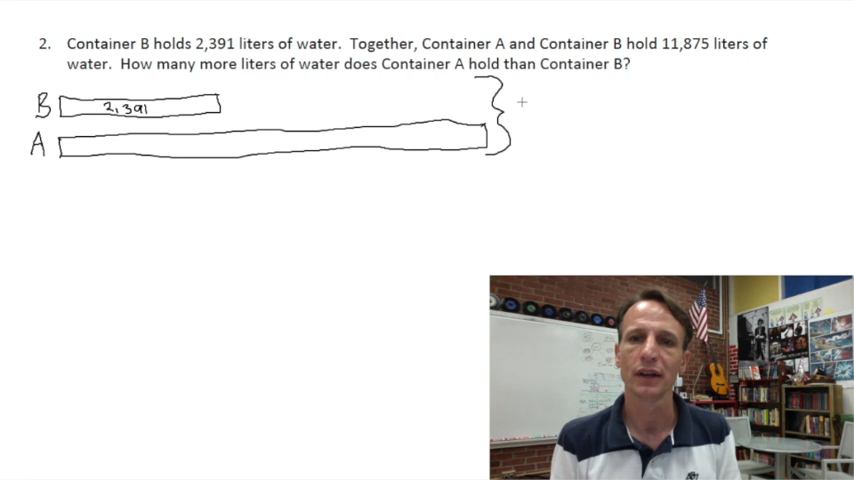 2. Container B holds 2,391 liters of water. Together, Container A and Container B hold 11,875 liters of
water. How many more liters of water does Container A hold than Container B?
B 2,391
A